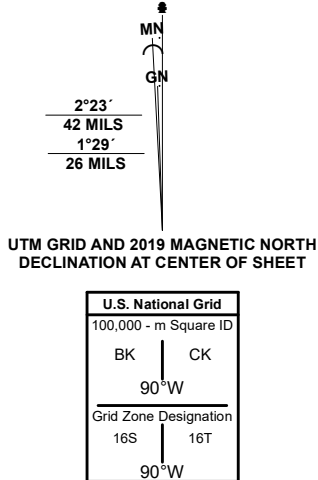 MN
GN
2°23´
42 MILS
1°29´
26 MILS
UTM GRID AND 2019 MAGNETIC NORTH
DECLINATION AT CENTER OF SHEET
U.S. National Grid
100,000 - m Square ID
BK CK
90°W
Grid Zone Designation
16S 16T
90°W